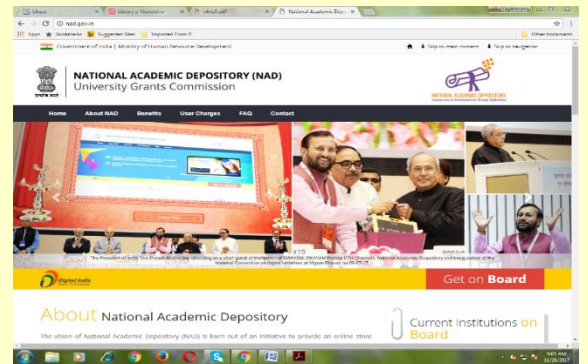 nad.gov.in
Apps Bookmarks Suggested Sites Imported From IE Other bookmarks
Government of India | Ministry of Human Resource Development Skip to main content Skip to navigation
NATIONAL ACADEMIC DEPOSITORY (NAD)
University Grants Commission
NATIONAL ACADEMIC DEPOSITORY
Home About NAD Benefits User Charges FAQ Contact
Digital India
Get on Board
About National Academic Depository
Current Institutions on
Board
The vision of National Academic Depository (NAD) is born out of an initiative to provide an online store
11/28/2017